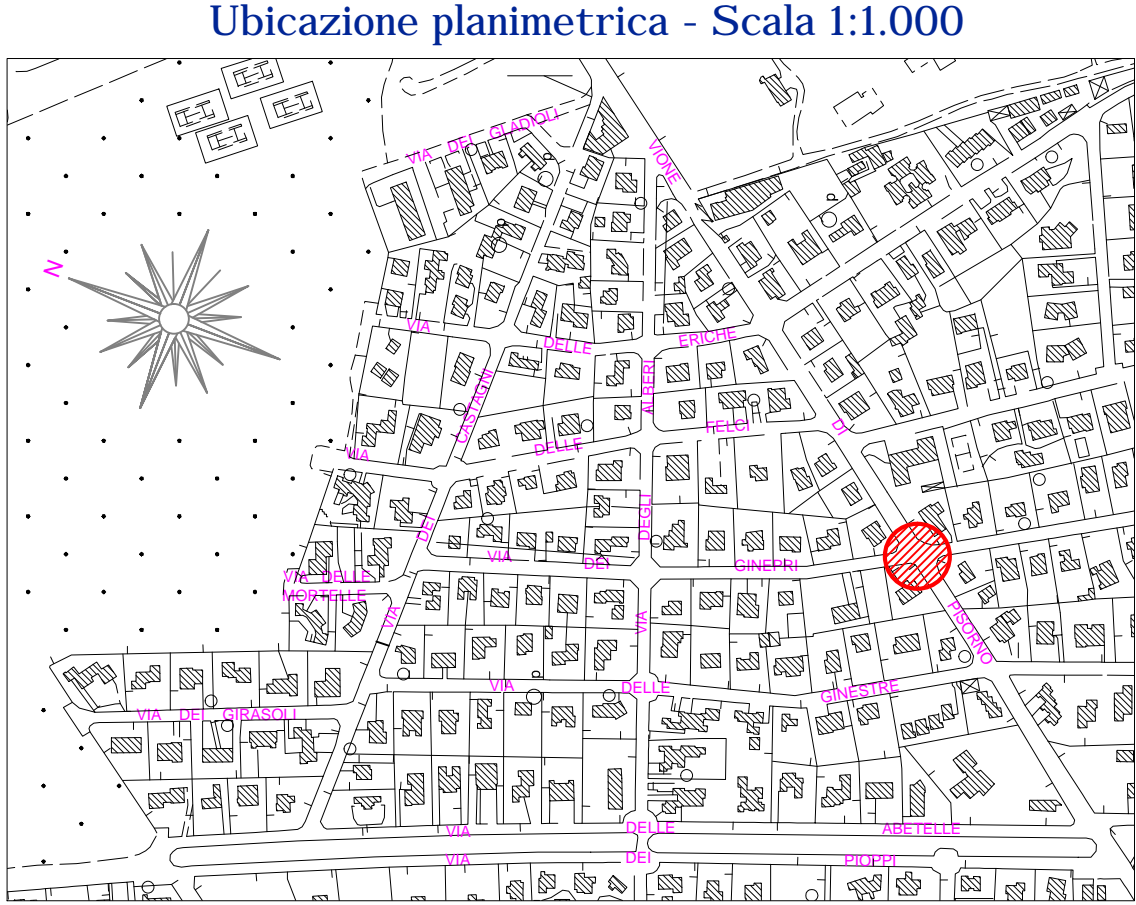 Ubicazione planimetrica - Scala 1:1.000
VIA DEI GLADIOLI
VIONE
N
VIA DELLE ERICHE
CASTAGNI
ALBERI
VIA DELLE FELCI
DI
DEI
DEGLI
VIA DEI GINEPRI
VIA DELLE
MORTELLE
VIA
VIA
PISORNO
VIA DELLE GINESTRE
VIA DEI GIRASOLI
VIA DELLE ABETELLE
VIA DEI PIOPPI
p
p
p
p